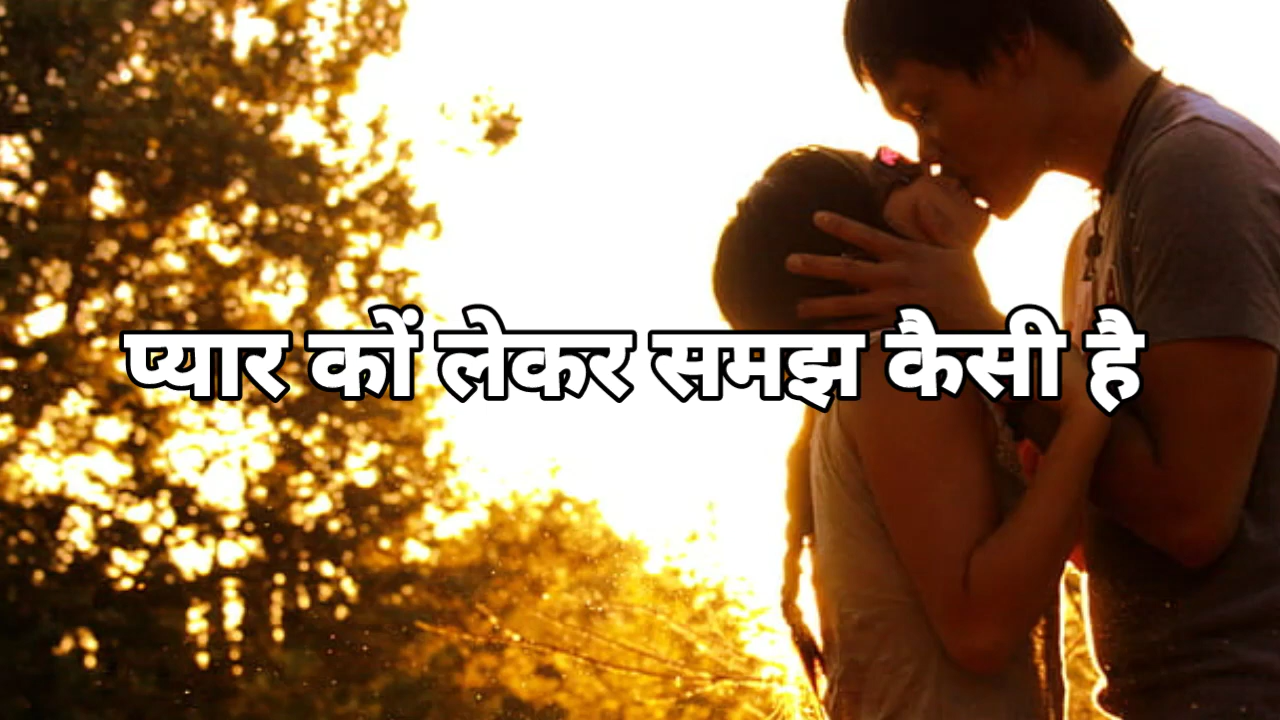 प्यार कों लेकर समझ कैसी है